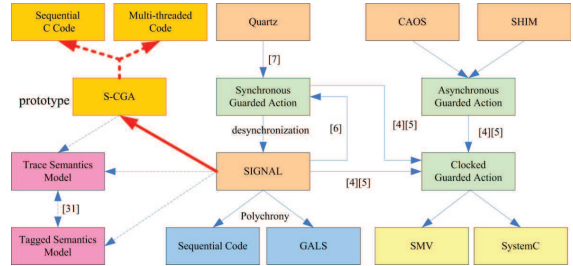 Sequential
C Code
Multi-threaded
Code
Quartz
CAOS
SHIM
[7]
prototype
S-CGA
Synchronous
Guarded Action
Asynchronous
Guarded Action
desynchronization
[6]
[4][5]
[4][5]
Trace Semantics
Model
SIGNAL
[4][5]
Clocked
Guarded Action
[31]
Polychrony
Tagged Semantics
Model
Sequential Code
GALS
SMV
SystemC